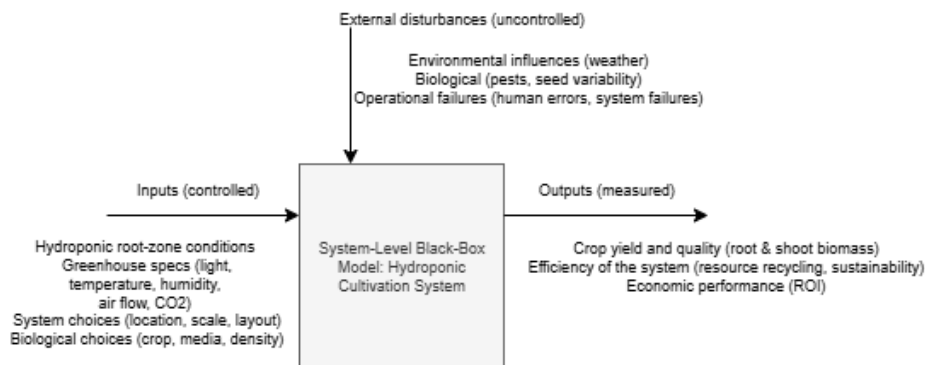 External disturbances (uncontrolled)
Environmental influences (weather)
Biological (pests, seed variability)
Operational failures (human errors, system failures)
Inputs (controlled)
Hydroponic root-zone conditions
Greenhouse specs (light,
temperature, humidity,
air flow, CO2)
System choices (location, scale, layout)
Biological choices (crop, media, density)
System-Level Black-Box
Model: Hydroponic
Cultivation System
Outputs (measured)
Crop yield and quality (root & shoot biomass)
Efficiency of the system (resource recycling, sustainability)
Economic performance (ROI)